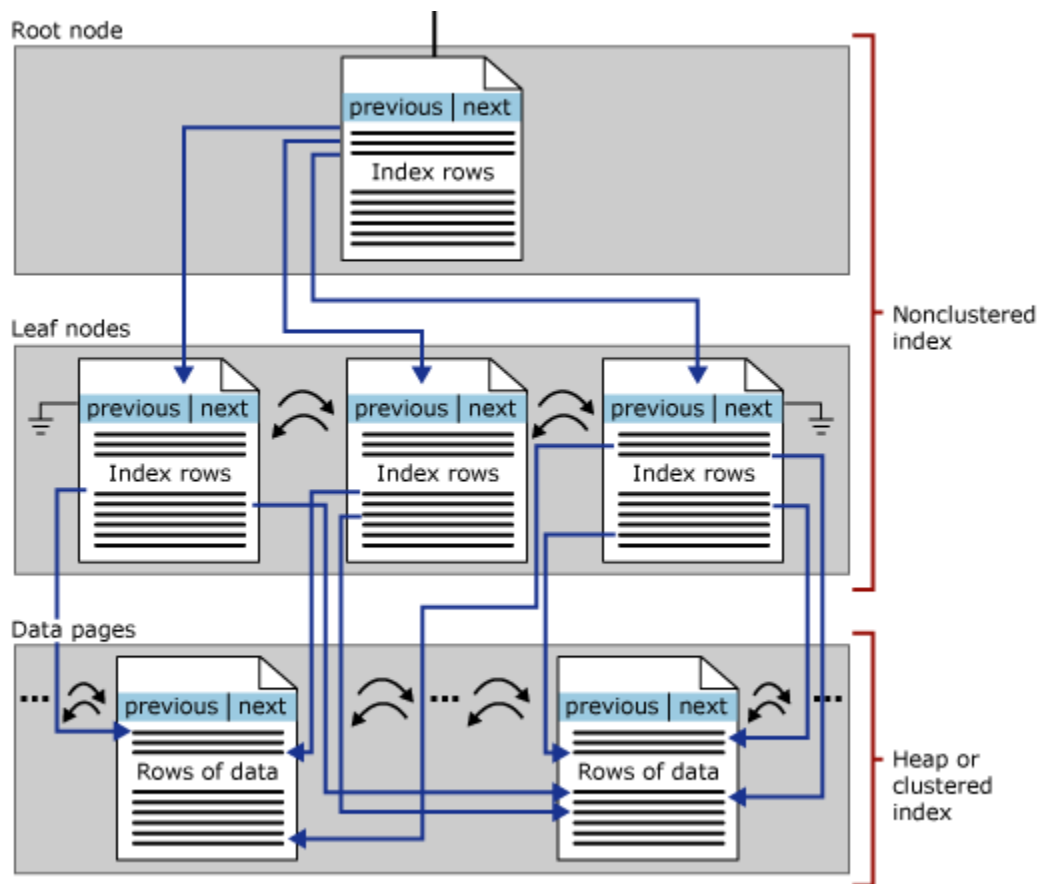 Root node
previous next
Index rows
Nonclustered
index
Leaf nodes
previous next
previous next
previous next
Index rows
Index rows
Index rows
Data pages
... ... ...
previous next
previous next
Rows of data
Rows of data
Heap or
clustered
index